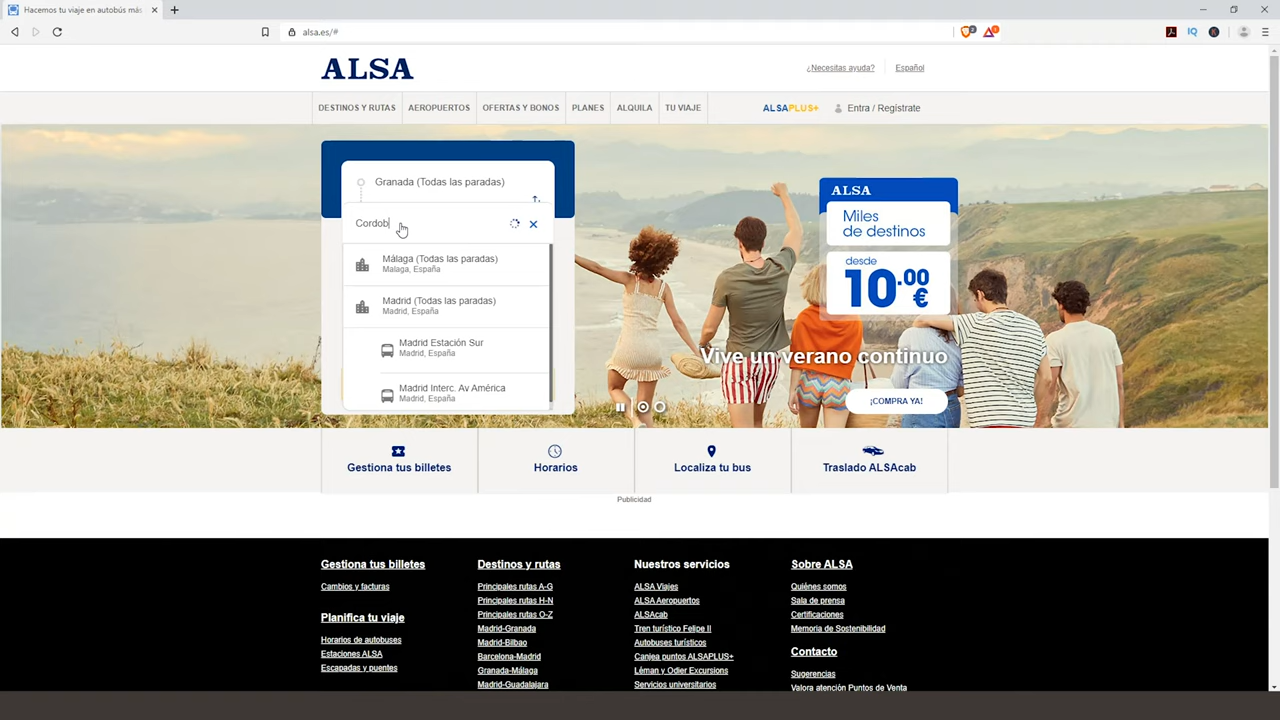 Hacemos tu viaje en autobús más
alsa.es/#
ALSA
¿Necesitas ayuda?
Español
DESTINOS Y RUTAS
AEROPUERTOS
OFERTAS Y BONOS
PLANES
ALQUILA
TU VIAJE
ALSAPLUS+
Entra / Regístrate
Granada (Todas las paradas)
Cordob
Málaga (Todas las paradas)
Malaga, España
Madrid (Todas las paradas)
Madrid, España
Madrid Estación Sur
Madrid, España
Madrid Interc. Av América
Madrid, España
ALSA
Miles
de destinos
desde
10.00 €
Vive un verano continuo
¡COMPRA YA!
Gestiona tus billetes
Horarios
Localiza tu bus
Traslado ALSAcab
Publicidad
Gestiona tus billetes
Cambios y facturas
Planifica tu viaje
Horarios de autobuses
Estaciones ALSA
Escapadas y puentes
Destinos y rutas
Principales rutas A-G
Principales rutas H-N
Principales rutas O-Z
Madrid-Granada
Madrid-Bilbao
Barcelona-Madrid
Granada-Málaga
Madrid-Guadalajara
Nuestros servicios
ALSA Viajes
ALSA Aeropuertos
ALSAcab
Tren turístico Felipe II
Autobuses turísticos
Canjea puntos ALSAPLUS+
Léman y Odier Excursions
Servicios universitarios
Sobre ALSA
Quiénes somos
Sala de prensa
Certificaciones
Memoria de Sostenibilidad
Contacto
Sugerencias
Valora atención Puntos de Venta